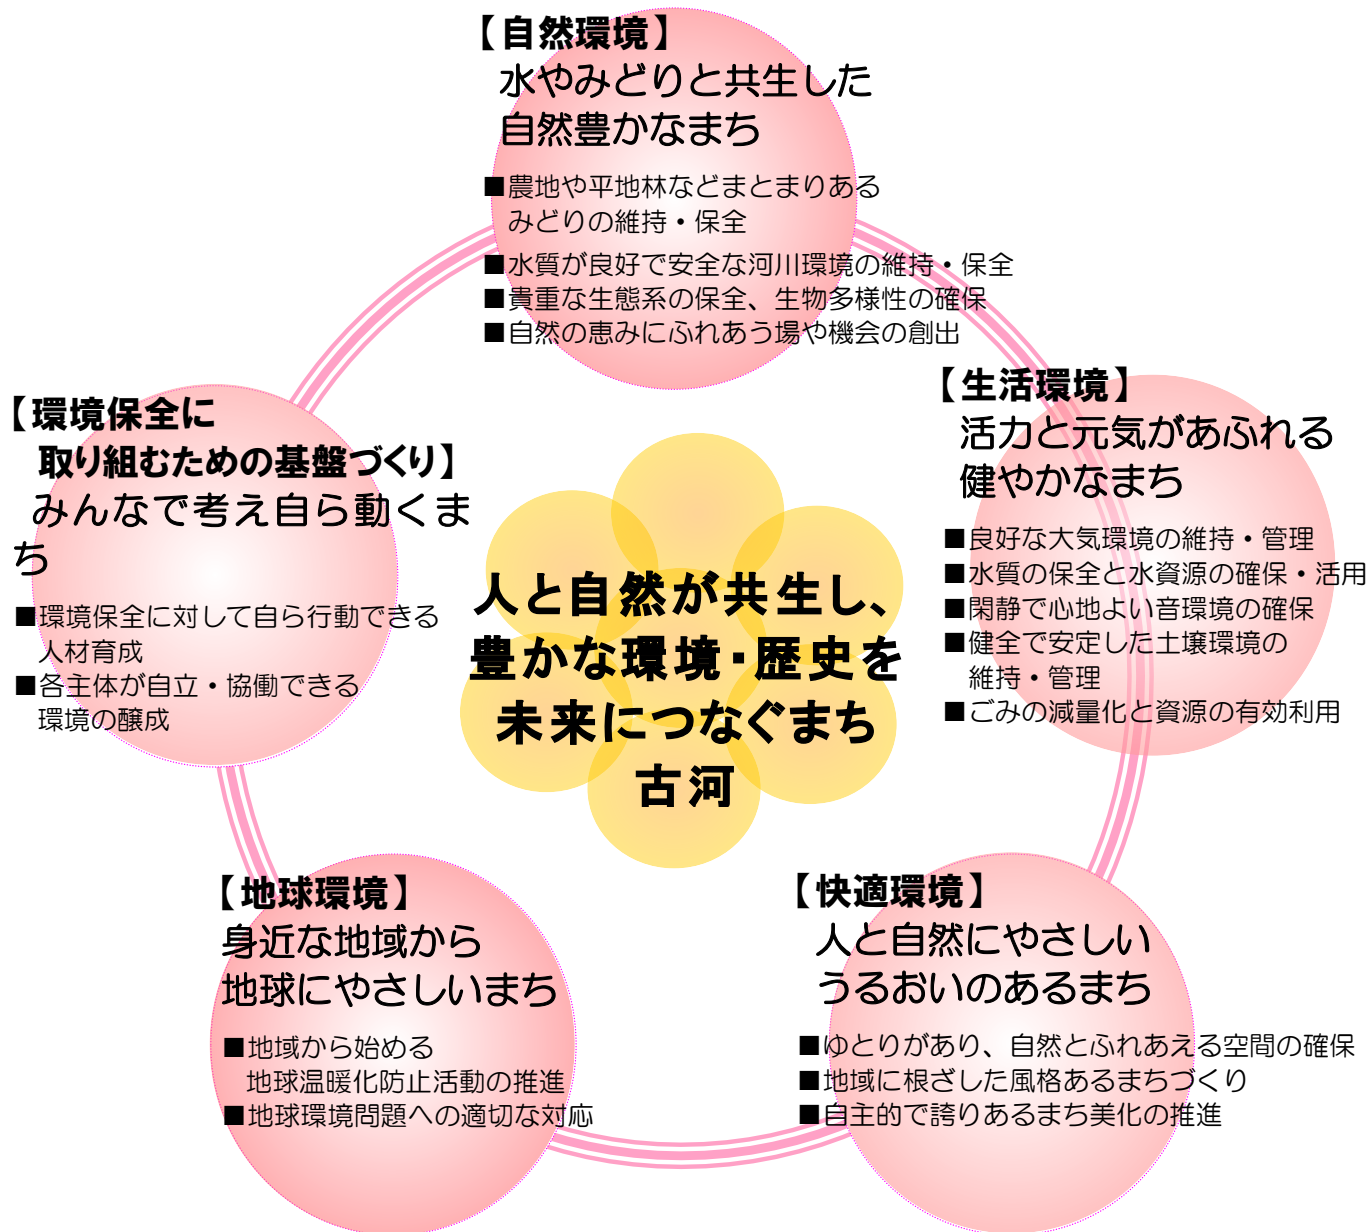 【自然環境】
水やみどりと共生した
自然豊かなまち
■農地や平地林などまとまりある
みどりの維持・保全
■水質が良好で安全な河川環境の維持・保全
■貴重な生態系の保全、生物多様性の確保
■自然の恵みにふれあう場や機会の創出
【生活環境】
活力と元気があふれる
健やかなまち
■良好な大気環境の維持・管理
■水質の保全と水資源の確保・活用
■閑静で心地よい音環境の確保
■健全で安定した土壌環境の
維持・管理
■ごみの減量化と資源の有効利用
【環境保全に
取り組むための基盤づくり】
みんなで考え自ら動くま
ち
■環境保全に対して自ら行動できる
人材育成
■各主体が自立・協働できる
環境の醸成
人と自然が共生し、
豊かな環境・歴史を
未来につなぐまち
古河
【地球環境】
身近な地域から
地球にやさしいまち
■地域から始める
地球温暖化防止活動の推進
■地球環境問題への適切な対応
【快適環境】
人と自然にやさしい
うるおいのあるまち
■ゆとりがあり、自然とふれあえる空間の確保
■地域に根ざした風格あるまちづくり
■自主的で誇りあるまち美化の推進